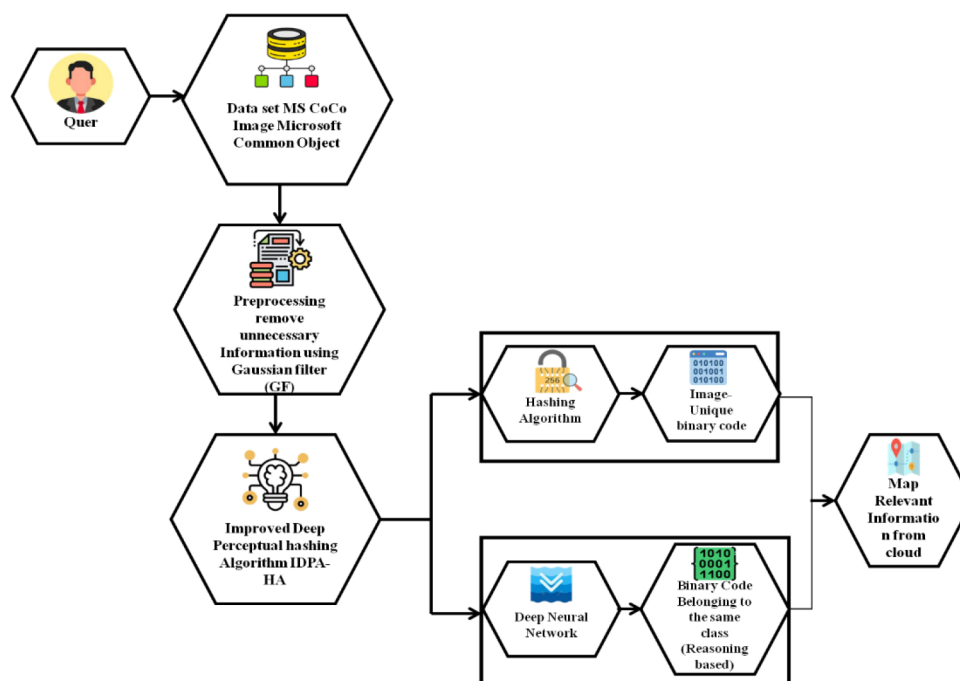 Quer
Data set MS CoCo
Image Microsoft
Common Object
Preprocessing
remove
unnecessary
Information using
Gaussian filter
(GF)
Improved Deep
Perceptual hashing
Algorithm IDPA-
HA
256
Hashing
Algorithm
010100
001001
010100
Image-
Unique
binary code
Deep Neural
Network
1010
0001
1100
Binary Code
Belonging to
the same
class
(Reasoning
based)
Map
Relevant
Informatio
n from
cloud